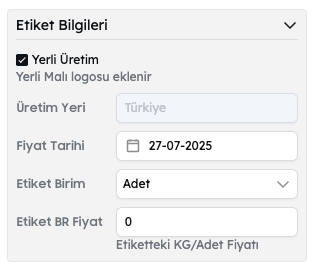 Etiket Bilgileri
Yerli Üretim
Yerli Malı logosu eklenir
Üretim Yeri Türkiye
Fiyat Tarihi 27-07-2025
Etiket Birim Adet
Etiket BR Fiyat 0
Etiketteki KG/Adet Fiyatı